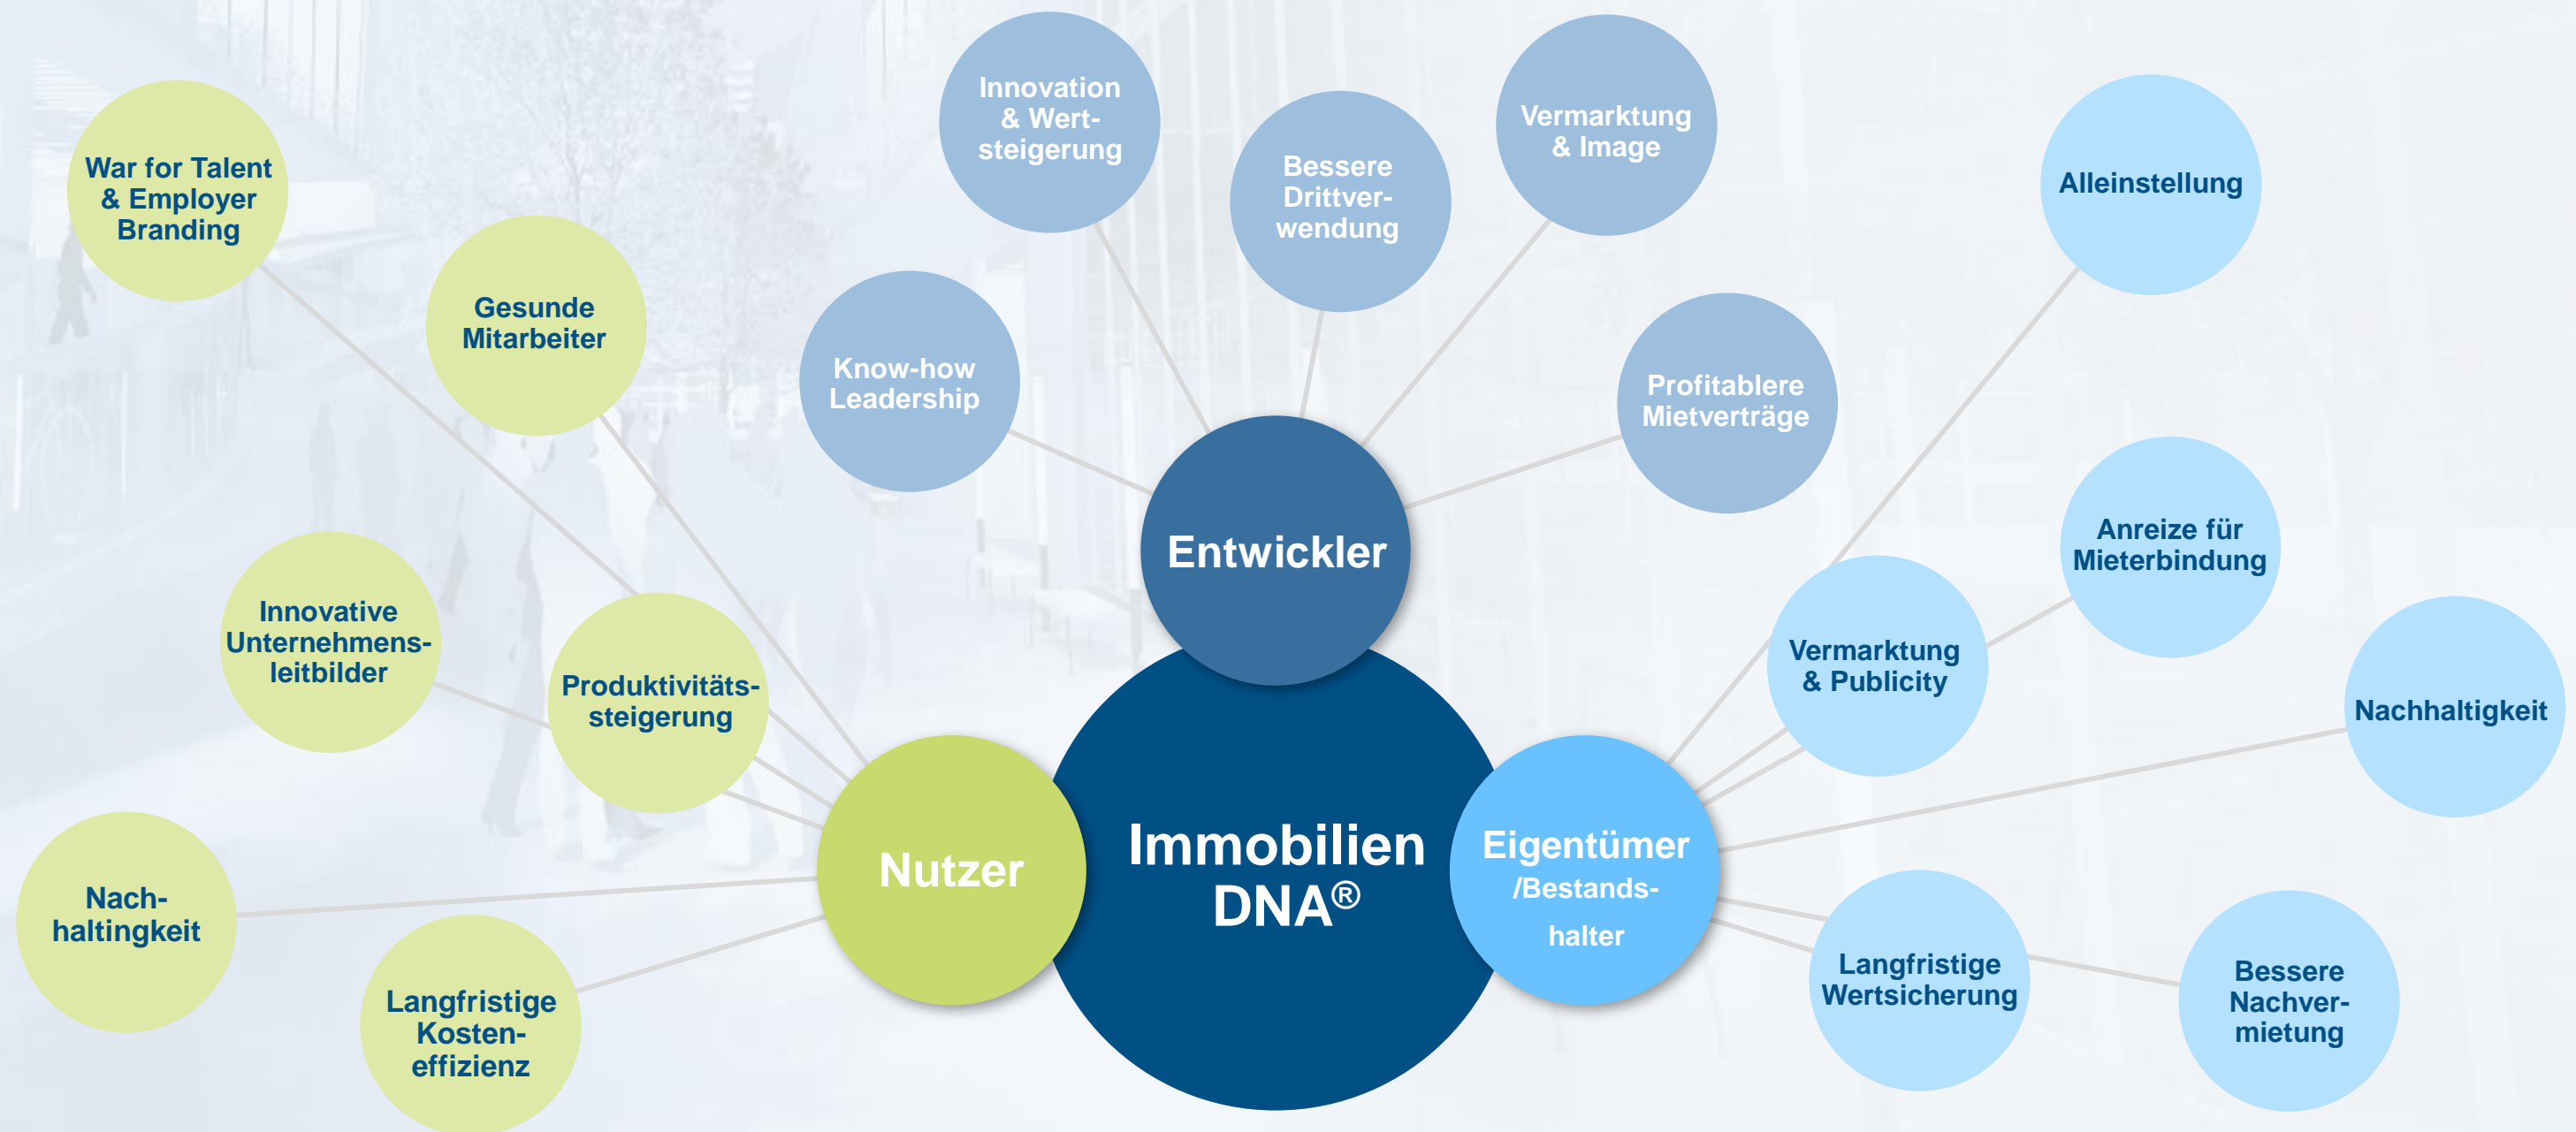 War for Talent
& Employer
Branding
Gesunde
Mitarbeiter
Innovative
Unternehmens-
leitbilder
Produktivitäts-
steigerung
Nach-
haltingkeit
Langfristige
Kosten-
effizienz
Nutzer
Innovation
& Wert-
steigerung
Bessere
Drittver-
wendung
Vermarktung
& Image
Know-how
Leadership
Profitablere
Mietverträge
Entwickler
Immobilien
DNA®
Eigentümer
/Bestands-
halter
Alleinstellung
Anreize für
Mieterbindung
Vermarktung
& Publicity
Nachhaltigkeit
Langfristige
Wertsicherung
Bessere
Nachver-
mietung